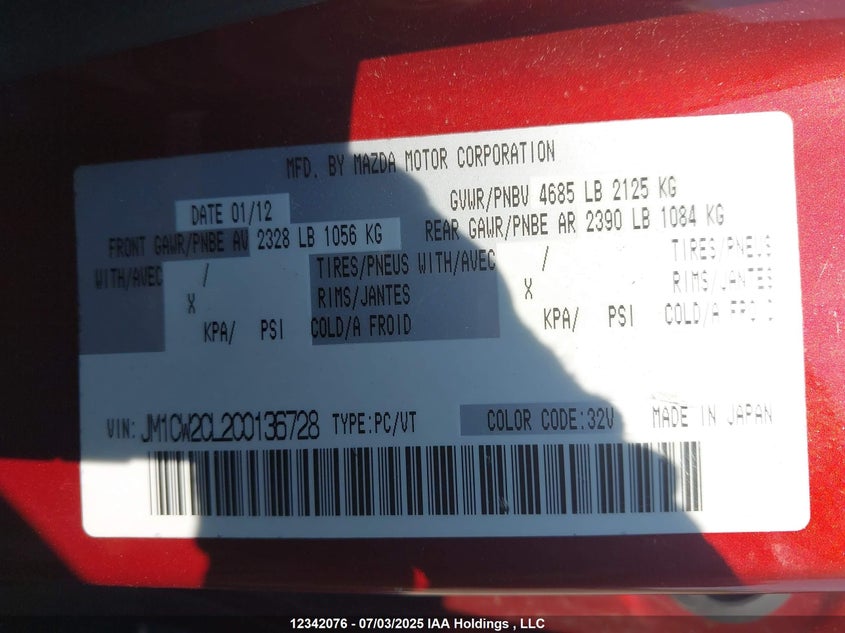 MFD. BY MAZDA MOTOR CORPORATION
GVWR/PNBV 4685 LB 2125 KG
DATE 01/12
FRONT GAWR/PNBE AV 2328 LB 1056 KG
REAR GAWR/PNBE AR 2390 LB 1084 KG
WITH/AVEC / TIRES/PNEUS WITH/AVEC / TIRES/PNEUS
X RIMS/JANTES X RIMS/JANTES
KPA/ PSI COLD/A FROID KPA/ PSI COLD/A FROID
VIN: JM1CW2CL2C0136728 TYPE:PC/VT COLOR CODE:32V MADE IN JAPAN
12342076 - 07/03/2025 IAA Holdings , LLC